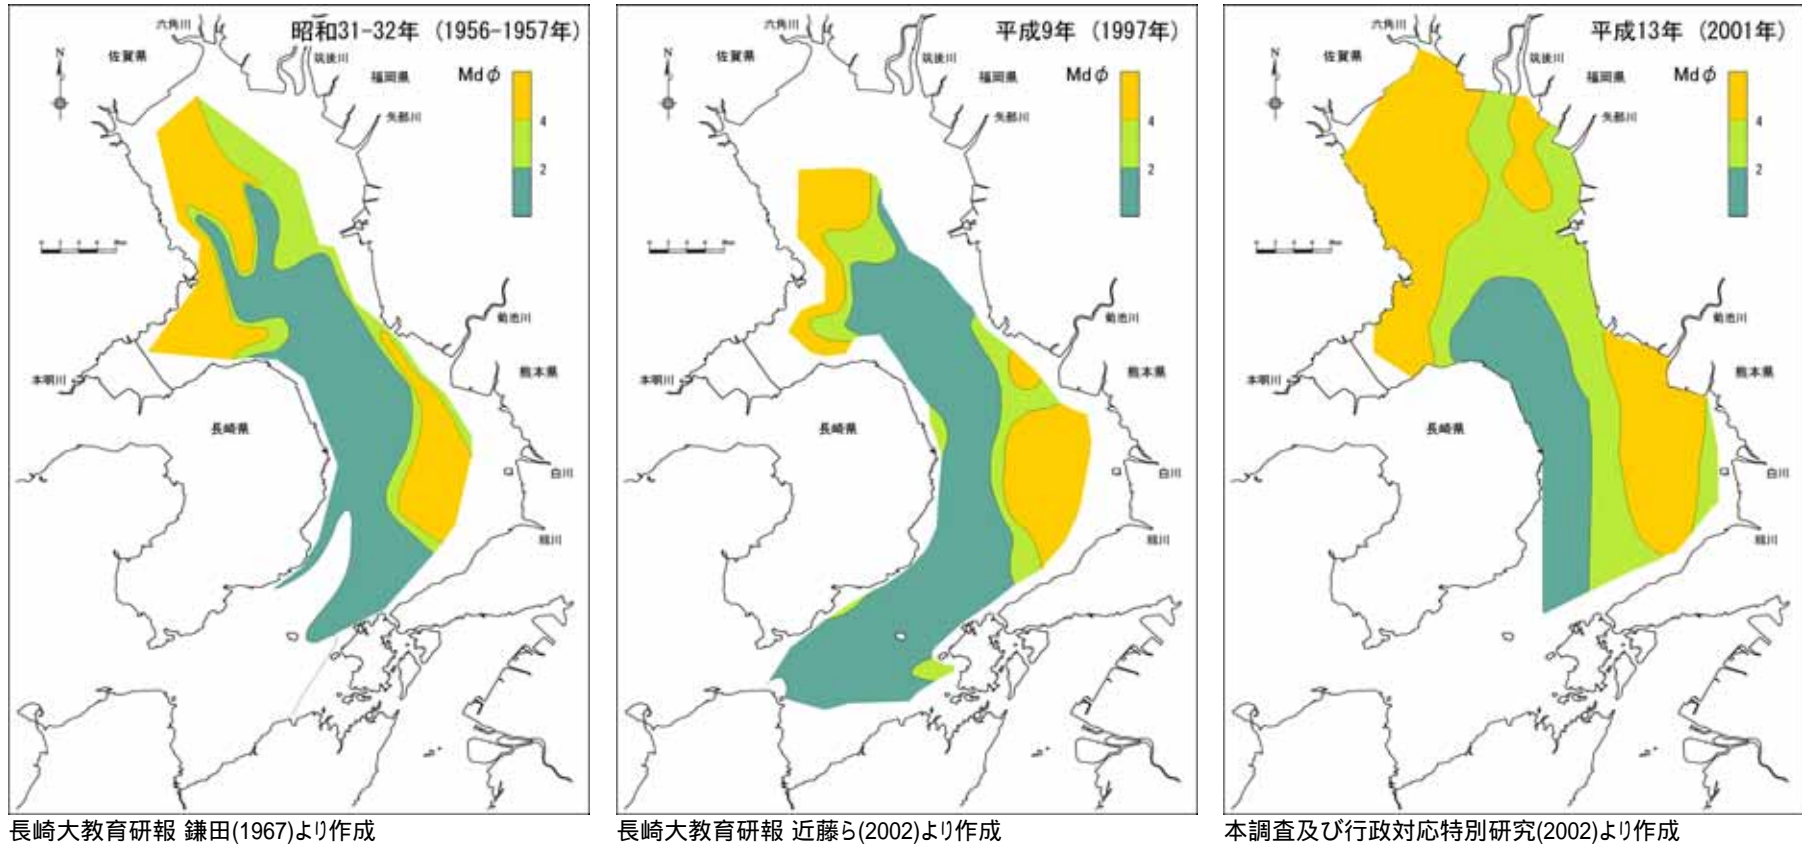 昭和31-32年 (1956-1957年)
六角川
筑後川
佐賀県
福岡県
矢部川
N
Mdφ
4
2
菊池川
熊本県
本明川
長崎県
白川
緑川
平成9年 (1997年)
六角川
筑後川
佐賀県
福岡県
矢部川
N
Mdφ
4
2
菊池川
熊本県
本明川
長崎県
白川
緑川
平成13年 (2001年)
六角川
筑後川
佐賀県
福岡県
矢部川
N
Mdφ
4
2
菊池川
熊本県
本明川
長崎県
白川
緑川
長崎大教育研報 鎌田(1967)より作成
長崎大教育研報 近藤ら(2002)より作成
本調査及び行政対応特別研究(2002)より作成